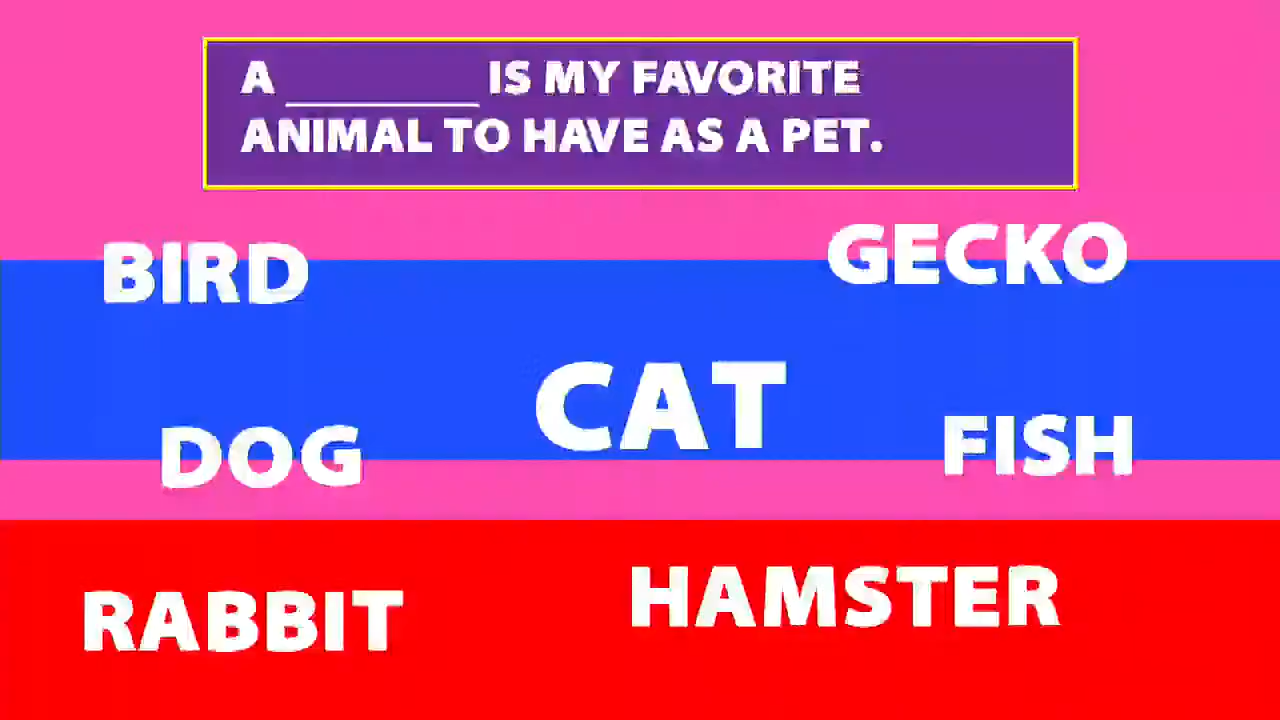 A ________ IS MY FAVORITE
ANIMAL TO HAVE AS A PET.
BIRD
GECKO
CAT
DOG
FISH
RABBIT
HAMSTER